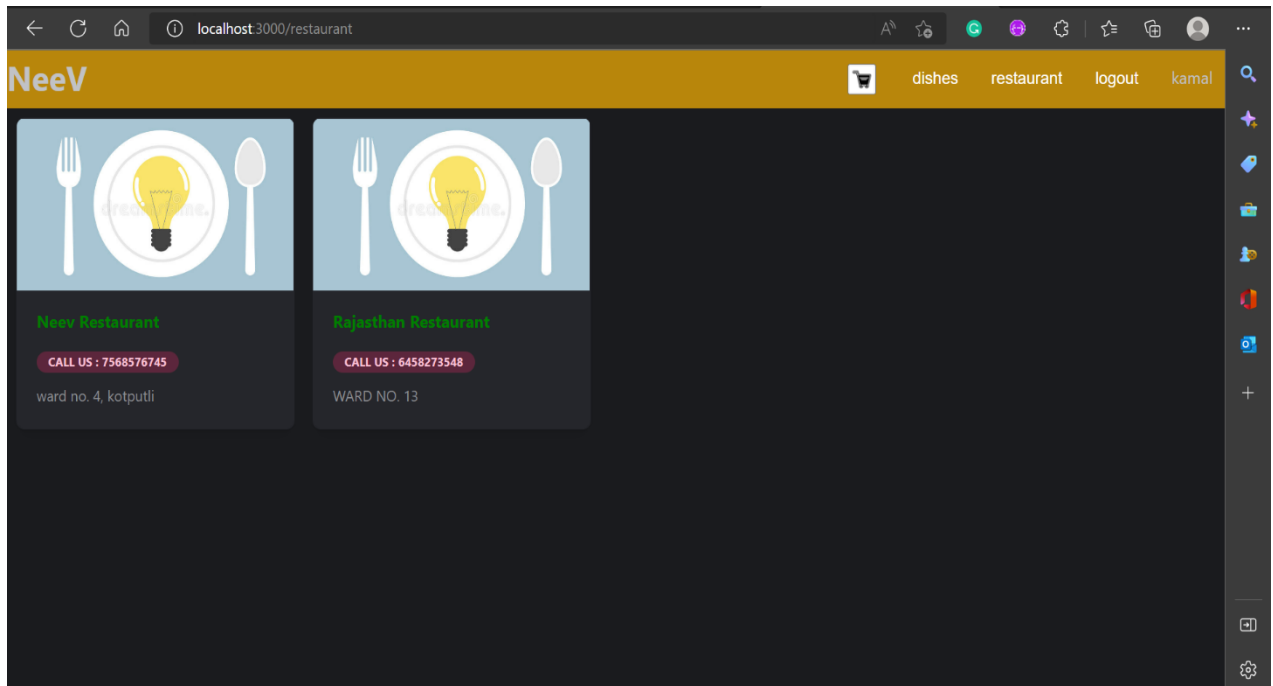 localhost:3000/restaurant
NeeV
dishes restaurant logout kamal
Neev Restaurant
CALL US : 7568576745
ward no. 4, kotputli
Rajasthan Restaurant
CALL US : 6458273548
WARD NO. 13